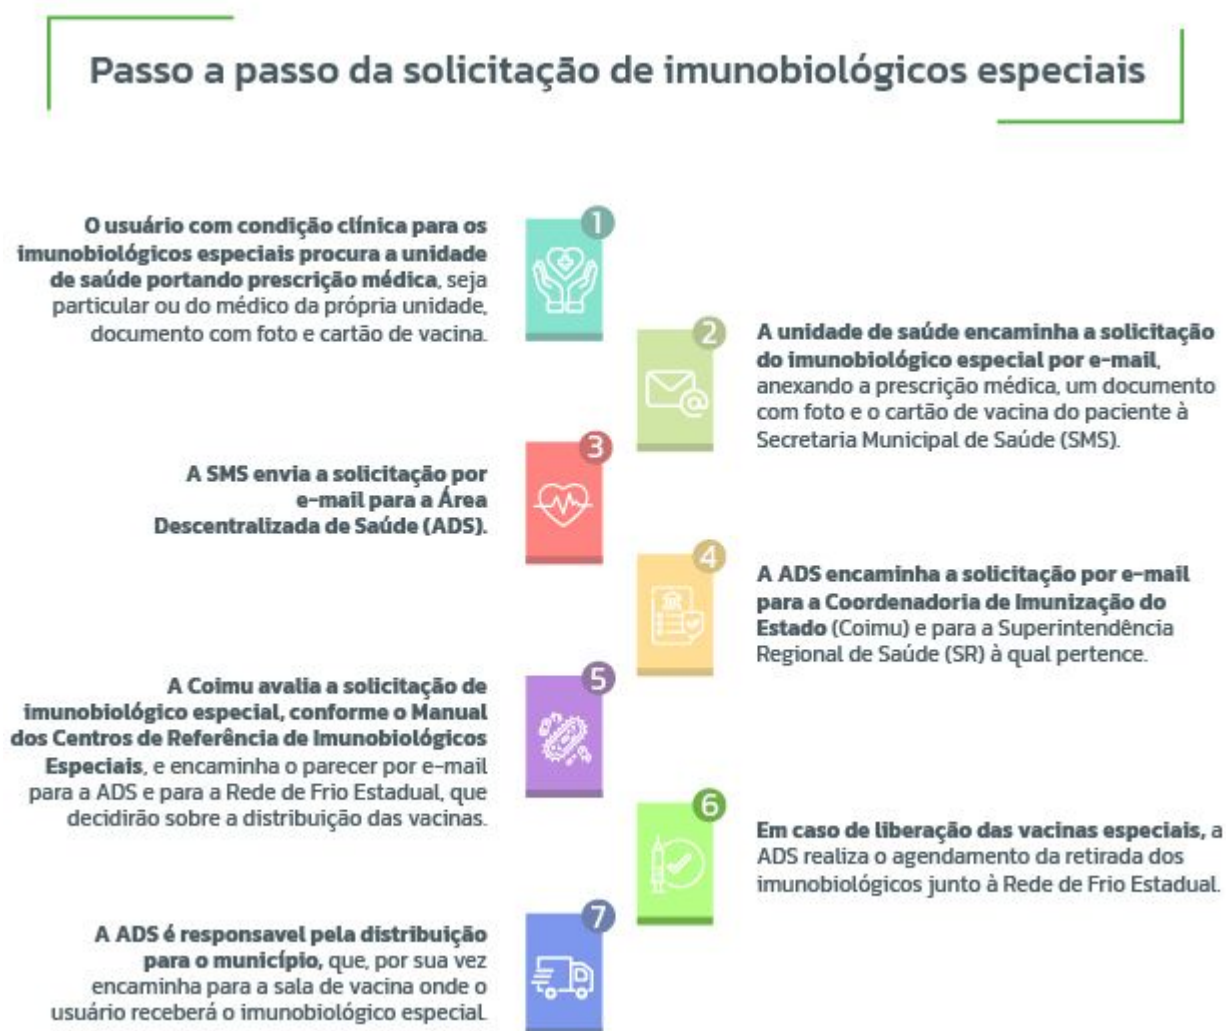 Passo a passo da solicitação de imunobiológicos especiais
1
O usuário com condição clínica para os
imunobiológicos especiais procura a unidade
de saúde portando prescrição médica, seja
particular ou do médico da própria unidade,
documento com foto e cartão de vacina.
2
A unidade de saúde encaminha a solicitação
do imunobiológico especial por e-mail,
anexando a prescrição médica, um documento
com foto e o cartão de vacina do paciente à
Secretaria Municipal de Saúde (SMS).
3
A SMS envia a solicitação por
e-mail para a Área
Descentralizada de Saúde (ADS).
4
A ADS encaminha a solicitação por e-mail
para a Coordenadoria de Imunização do
Estado (Coimu) e para a Superintendência
Regional de Saúde (SR) à qual pertence.
5
A Coimu avalia a solicitação de
imunobiológico especial, conforme o Manual
dos Centros de Referência de Imunobiológicos
Especiais, e encaminha o parecer por e-mail
para a ADS e para a Rede de Frio Estadual, que
decidirão sobre a distribuição das vacinas.
6
Em caso de liberação das vacinas especiais, a
ADS realiza o agendamento da retirada dos
imunobiológicos junto à Rede de Frio Estadual.
7
A ADS é responsavel pela distribuição
para o município, que, por sua vez
encaminha para a sala de vacina onde o
usuário receberá o imunobiológico especial.